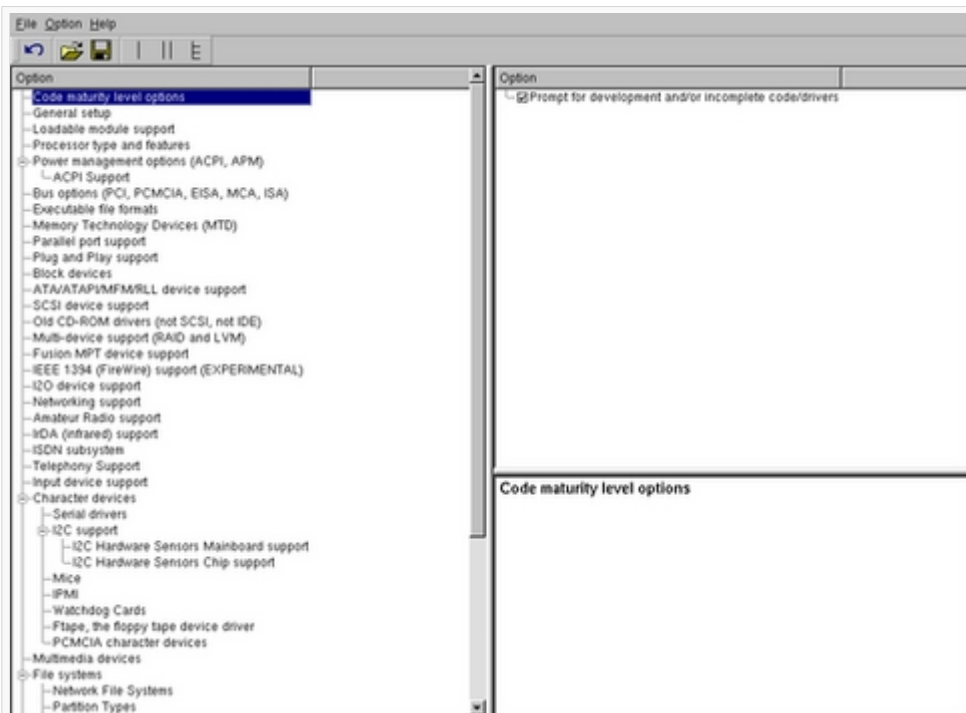 File Option Help
Option
Code maturity level options
General setup
Loadable module support
Processor type and features
Power management options (ACPI, APM)
ACPI Support
Bus options (PCI, PCMCIA, EISA, MCA, ISA)
Executable file formats
Memory Technology Devices (MTD)
Parallel port support
Plug and Play support
Block devices
ATA/ATAPI/MFM/RLL device support
SCSI device support
Old CD-ROM drivers (not SCSI, not IDE)
Multi-device support (RAID and LVM)
Fusion MPT device support
IEEE 1394 (FireWire) support (EXPERIMENTAL)
I2O device support
Networking support
Amateur Radio support
IrDA (infrared) support
ISDN subsystem
Telephony Support
Input device support
Character devices
Serial drivers
I2C support
I2C Hardware Sensors Mainboard support
I2C Hardware Sensors Chip support
Mice
IPMI
Watchdog Cards
Ftape, the floppy tape device driver
PCMCIA character devices
Multimedia devices
File systems
Network File Systems
Partition Types
Option
Prompt for development and/or incomplete code/drivers
Code maturity level options